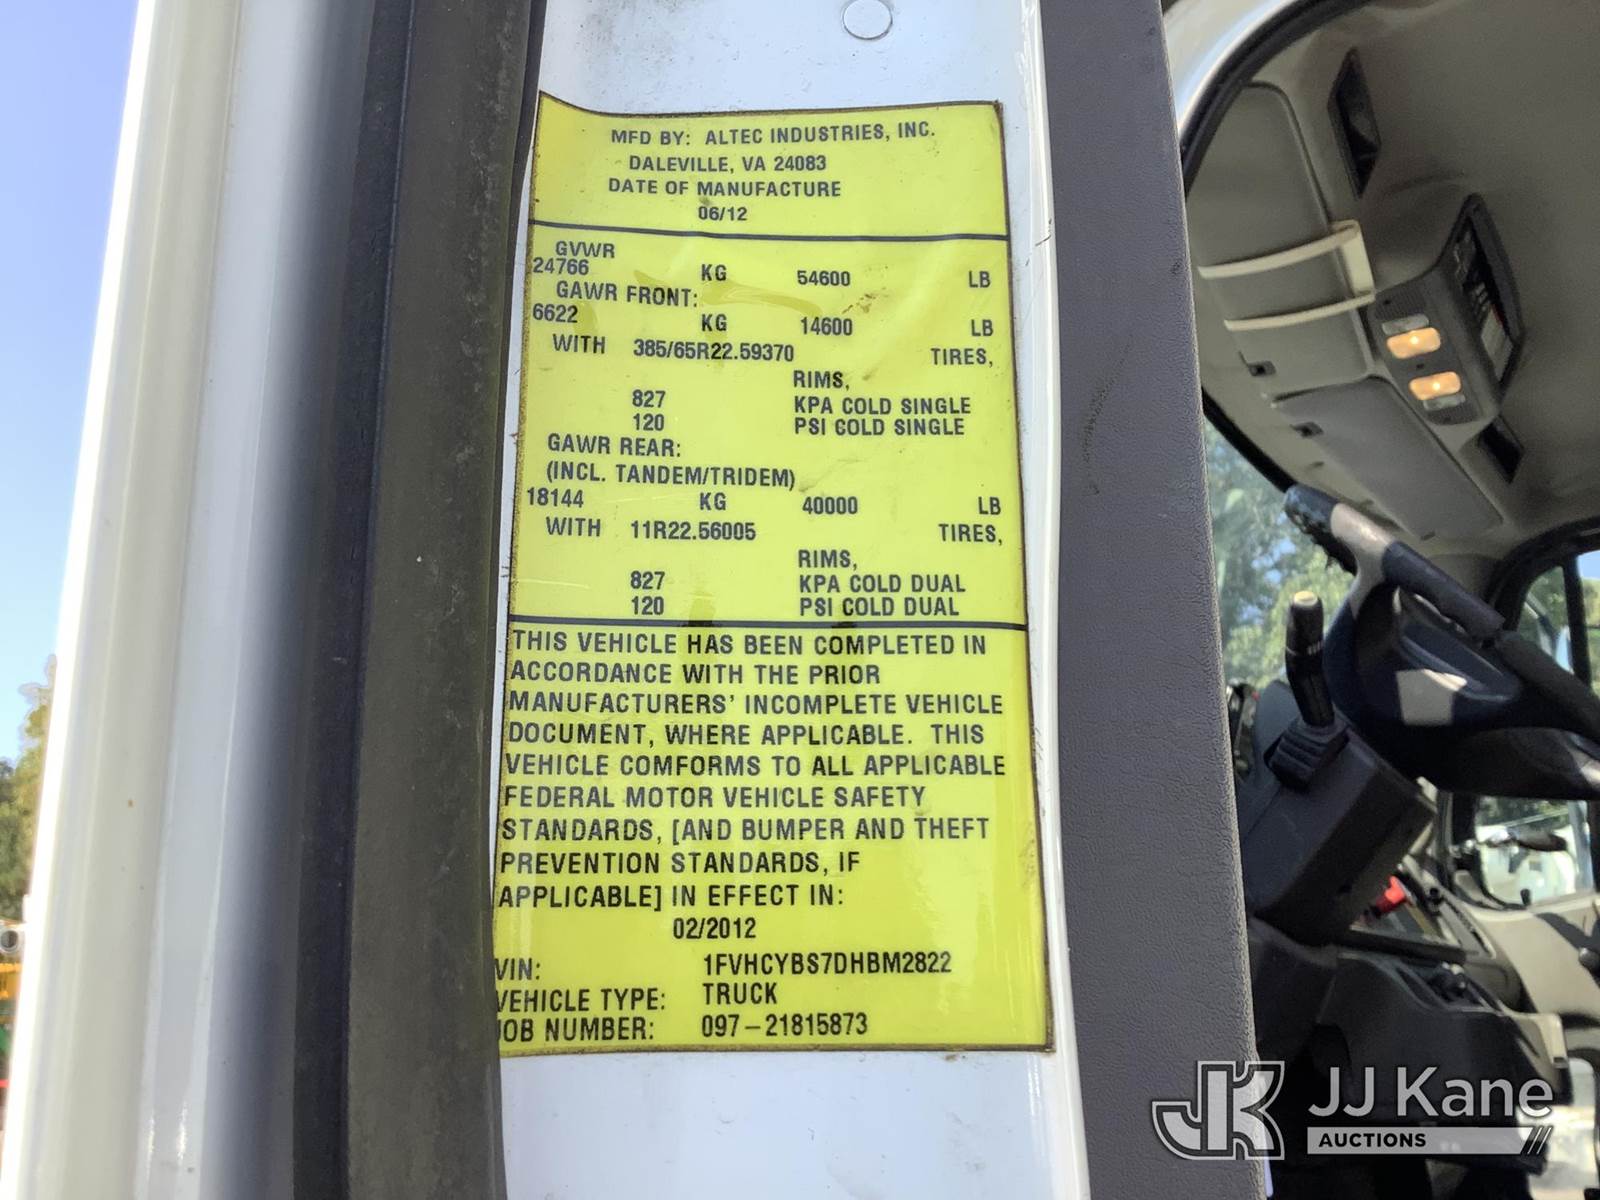 MFD BY: ALTEC INDUSTRIES, INC.
DALEVILLE, VA 24083
DATE OF MANUFACTURE
06/12
GVWR
24766 KG 54600 LB
GAWR FRONT:
6622 KG 14600 LB
WITH 385/65R22.59370 TIRES,
RIMS,
827 KPA COLD SINGLE
120 PSI COLD SINGLE
GAWR REAR:
(INCL. TANDEM/TRIDEM)
18144 KG 40000 LB
WITH 11R22.56005 TIRES,
RIMS,
827 KPA COLD DUAL
120 PSI COLD DUAL
THIS VEHICLE HAS BEEN COMPLETED IN
ACCORDANCE WITH THE PRIOR
MANUFACTURERS' INCOMPLETE VEHICLE
DOCUMENT, WHERE APPLICABLE. THIS
VEHICLE COMFORMS TO ALL APPLICABLE
FEDERAL MOTOR VEHICLE SAFETY
STANDARDS, [AND BUMPER AND THEFT
PREVENTION STANDARDS, IF
APPLICABLE] IN EFFECT IN:
02/2012
VIN: 1FVHCYBS7DHBM2822
VEHICLE TYPE: TRUCK
JOB NUMBER: 097-21815873
JK JJ Kane
AUCTIONS